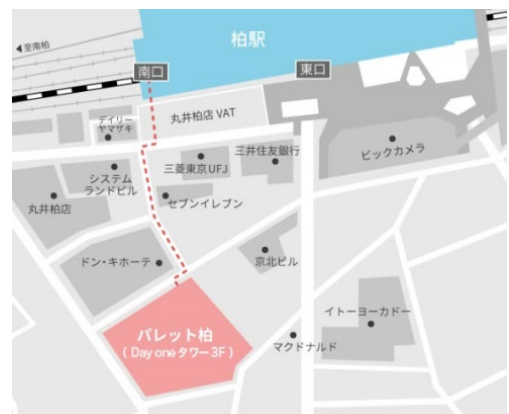 柏駅
◀至南柏
南口
東口
丸井柏店 VAT
デイリー
ヤマザキ
三井住友銀行
ビックカメラ
三菱東京UFJ
システム
ランドビル
セブンイレブン
丸井柏店
ドン・キホーテ
京北ビル
イトーヨーカドー
パレット柏
( Day oneタワー3F )
マクドナルド